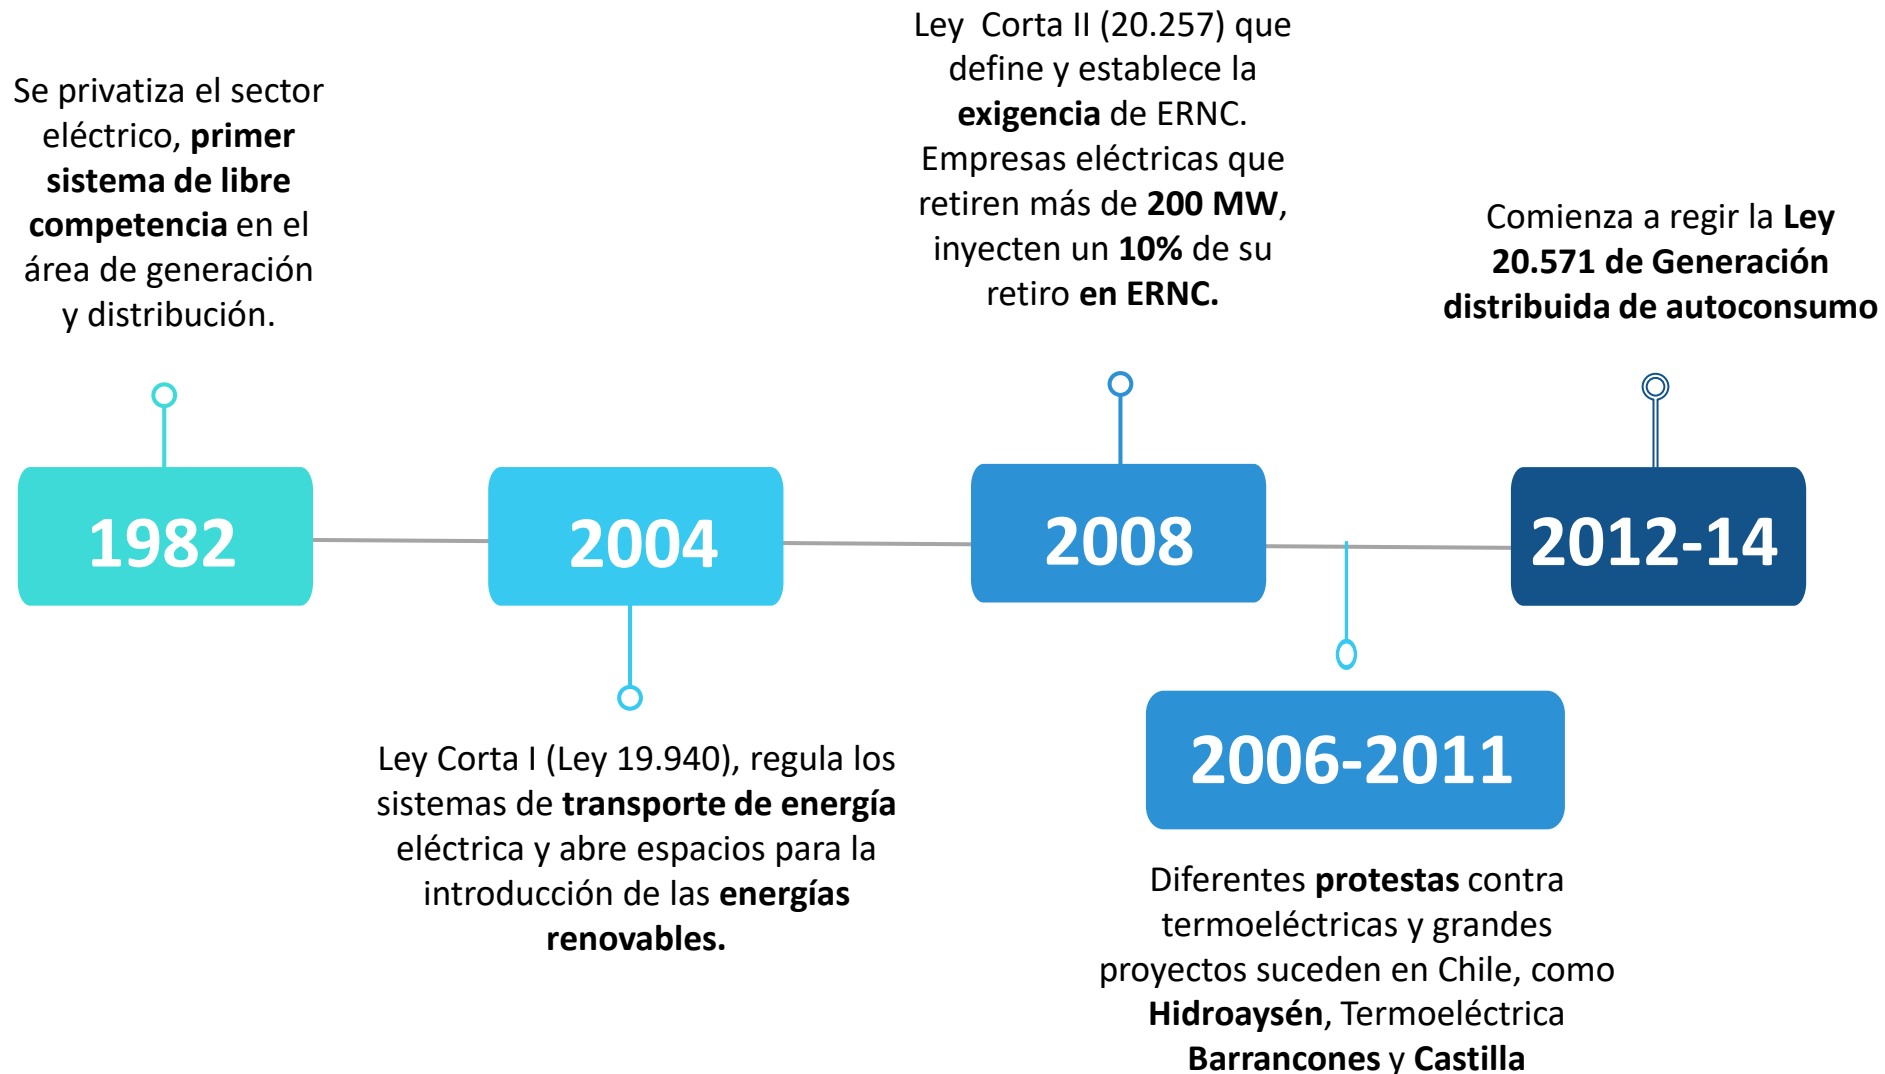 Se privatiza el sector
eléctrico, primer
sistema de libre
competencia en el
área de generación
y distribución.
1982
2004
Ley Corta I (Ley 19.940), regula los
sistemas de transporte de energía
eléctrica y abre espacios para la
introducción de las energías
renovables.
Ley Corta II (20.257) que
define y establece la
exigencia de ERNC.
Empresas eléctricas que
retiren más de 200 MW,
inyecten un 10% de su
retiro en ERNC.
2008
2006-2011
Diferentes protestas contra
termoeléctricas y grandes
proyectos suceden en Chile, como
Hidroaysén, Termoeléctrica
Barrancones y Castilla
Comienza a regir la Ley
20.571 de Generación
distribuida de autoconsumo
2012-14